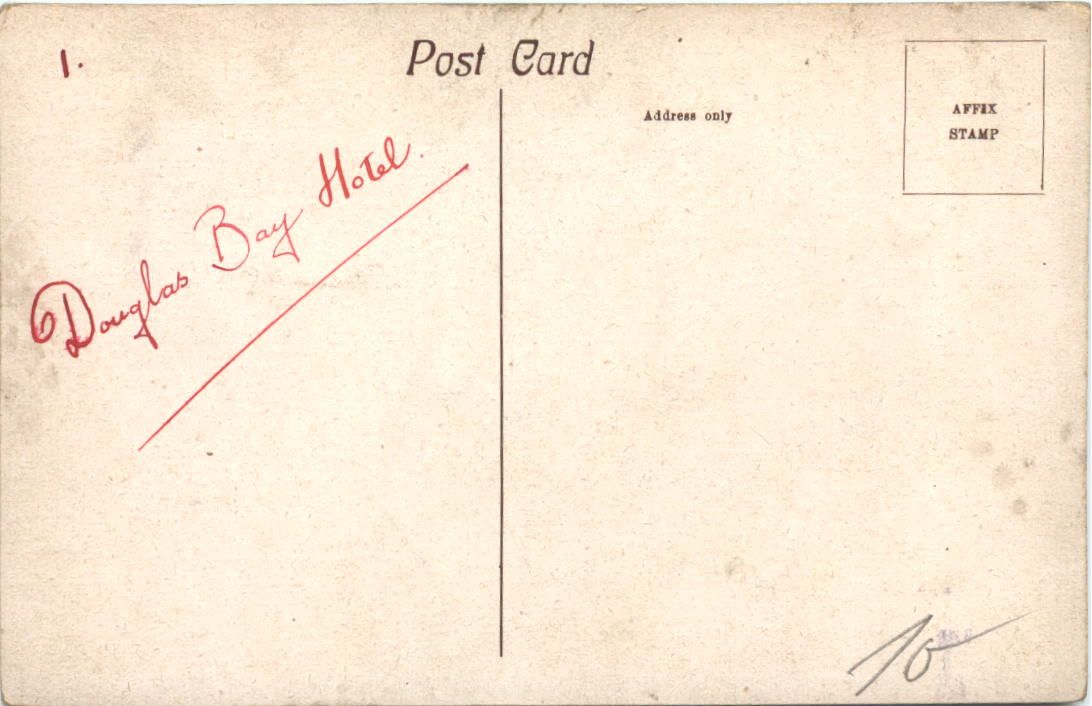 1.
Post Card
Address only
AFFIX
STAMP
Douglas Bay Hotel.
10